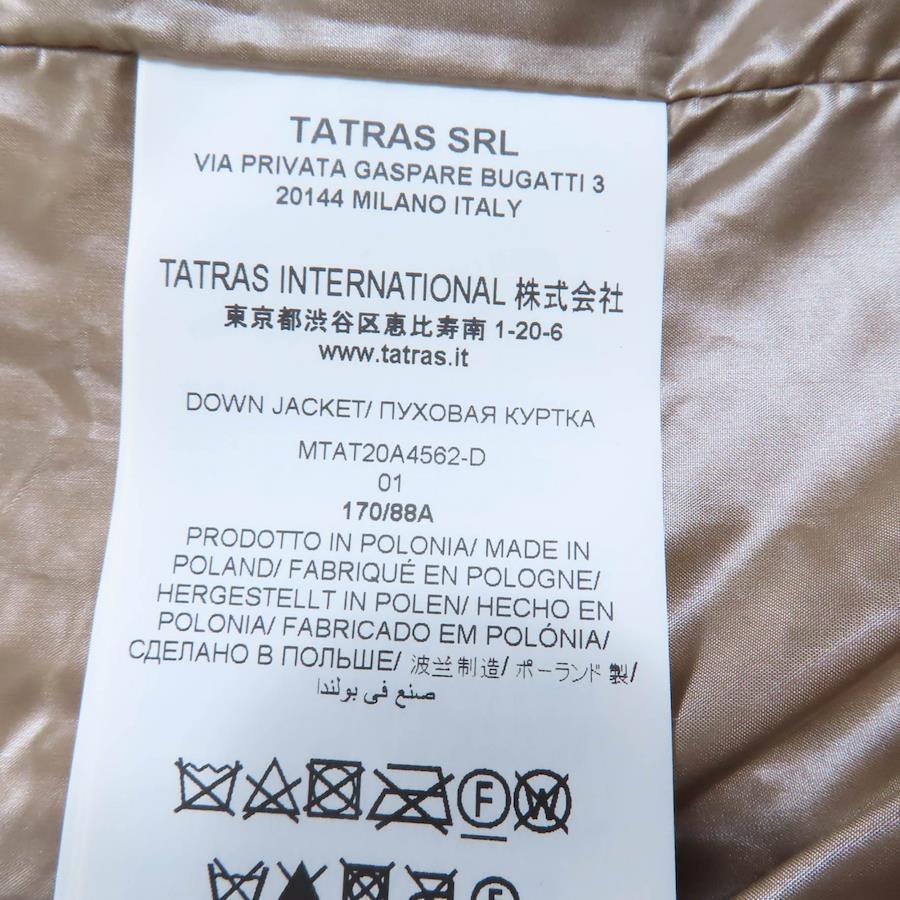 TATRAS SRL
VIA PRIVATA GASPARE BUGATTI 3
20144 MILANO ITALY
TATRAS INTERNATIONAL 株式会社
東京都渋谷区恵比寿南 1-20-6
www.tatras.it
DOWN JACKET/ ПУХОВАЯ КУРТКА
MTAT20A4562-D
01
170/88A
PRODOTTO IN POLONIA/ MADE IN
POLAND/ FABRIQUÉ EN POLOGNE/
HERGESTELLT IN POLEN/ HECHO EN
POLONIA/ FABRICADO EM POLÓNIA/
СДЕЛАНО В ПОЛЬШЕ/ 波兰制造/ ポーランド製/
صنع في بولندا
F W
F